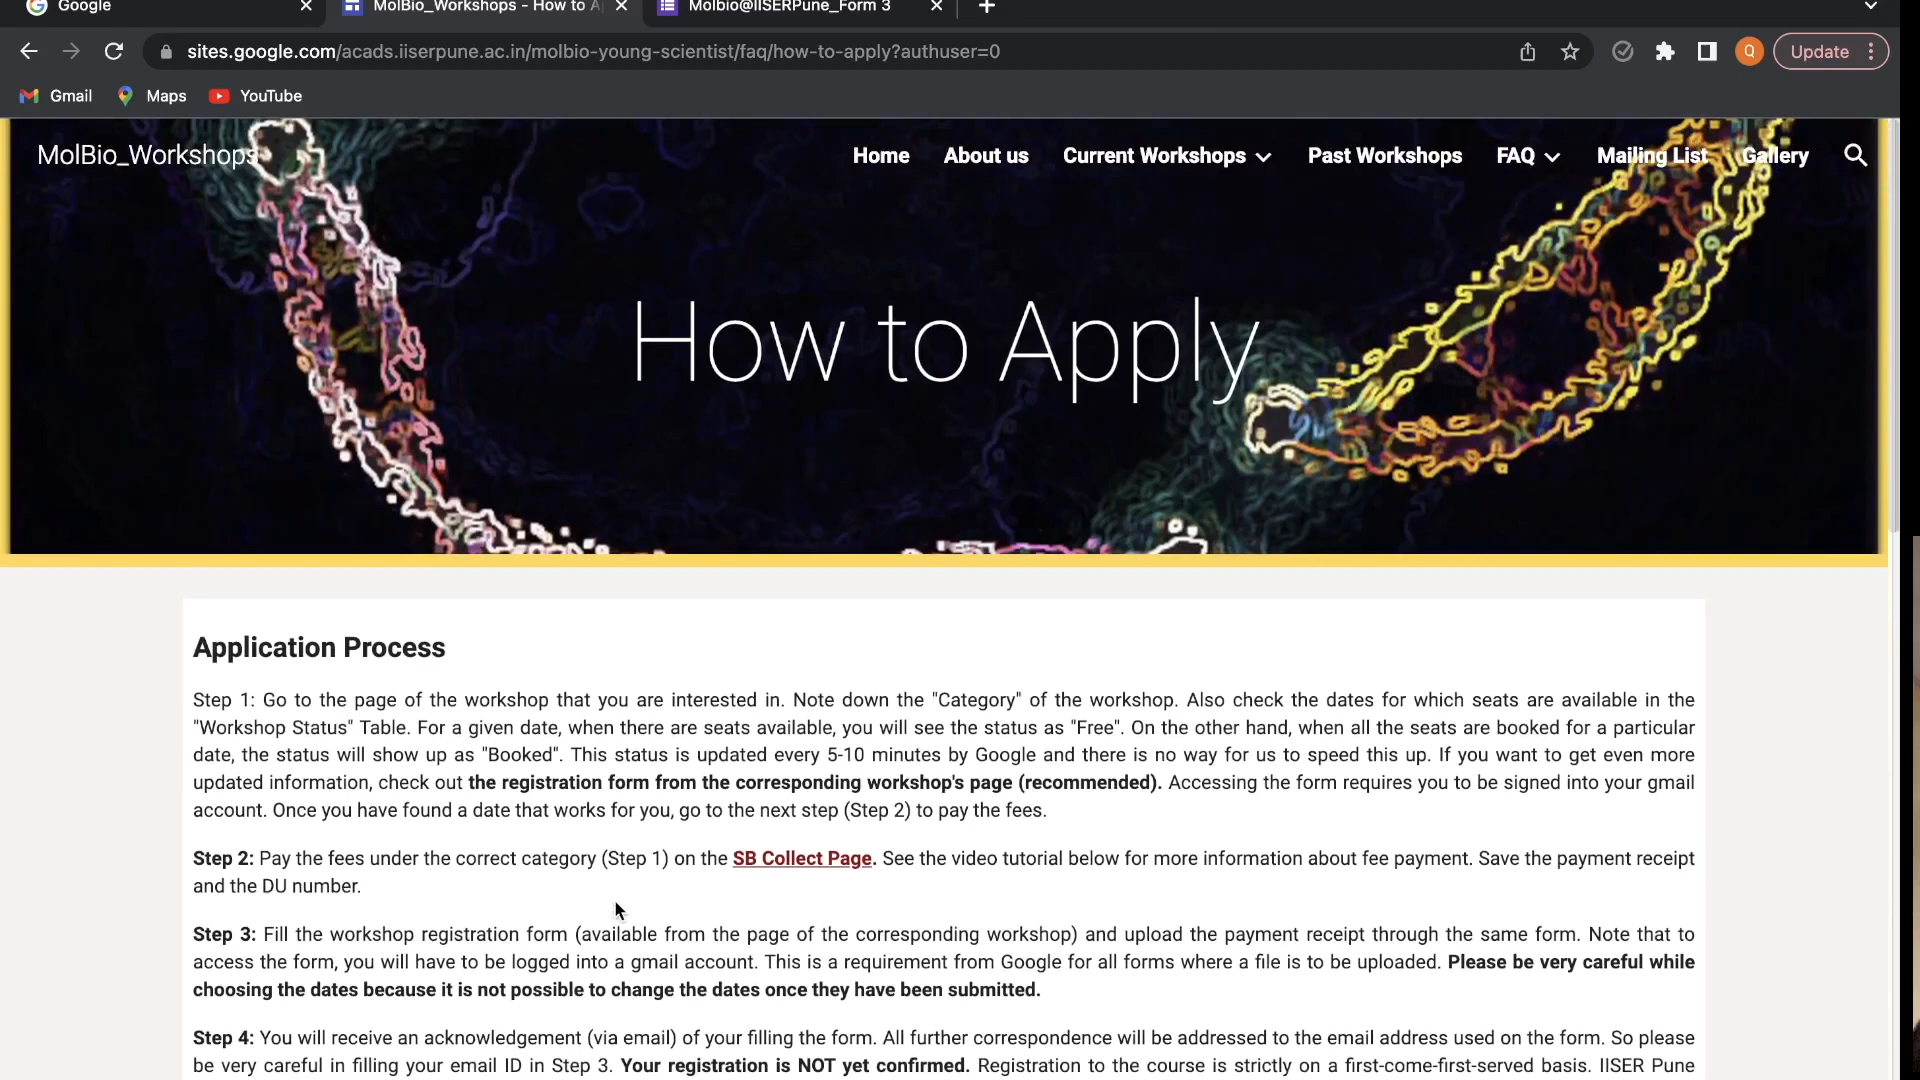 Google
MolBio_Workshops - How to A
Molbio@IISERPune_Form 3
sites.google.com/acads.iiserpune.ac.in/molbio-young-scientist/faq/how-to-apply?authuser=0
Q
Update
Gmail
Maps
YouTube
MolBio_Workshops
Home
About us
Current Workshops
Past Workshops
FAQ
Mailing List
Gallery
How to Apply
Application Process
Step 1: Go to the page of the workshop that you are interested in. Note down the "Category" of the workshop. Also check the dates for which seats are available in the
"Workshop Status" Table. For a given date, when there are seats available, you will see the status as "Free". On the other hand, when all the seats are booked for a particular
date, the status will show up as "Booked". This status is updated every 5-10 minutes by Google and there is no way for us to speed this up. If you want to get even more
updated information, check out the registration form from the corresponding workshop's page (recommended). Accessing the form requires you to be signed into your gmail
account. Once you have found a date that works for you, go to the next step (Step 2) to pay the fees.
Step 2: Pay the fees under the correct category (Step 1) on the SB Collect Page. See the video tutorial below for more information about fee payment. Save the payment receipt
and the DU number.
Step 3: Fill the workshop registration form (available from the page of the corresponding workshop) and upload the payment receipt through the same form. Note that to
access the form, you will have to be logged into a gmail account. This is a requirement from Google for all forms where a file is to be uploaded. Please be very careful while
choosing the dates because it is not possible to change the dates once they have been submitted.
Step 4: You will receive an acknowledgement (via email) of your filling the form. All further correspondence will be addressed to the email address used on the form. So please
be very careful in filling your email ID in Step 3. Your registration is NOT yet confirmed. Registration to the course is strictly on a first-come-first-served basis. IISER Pune